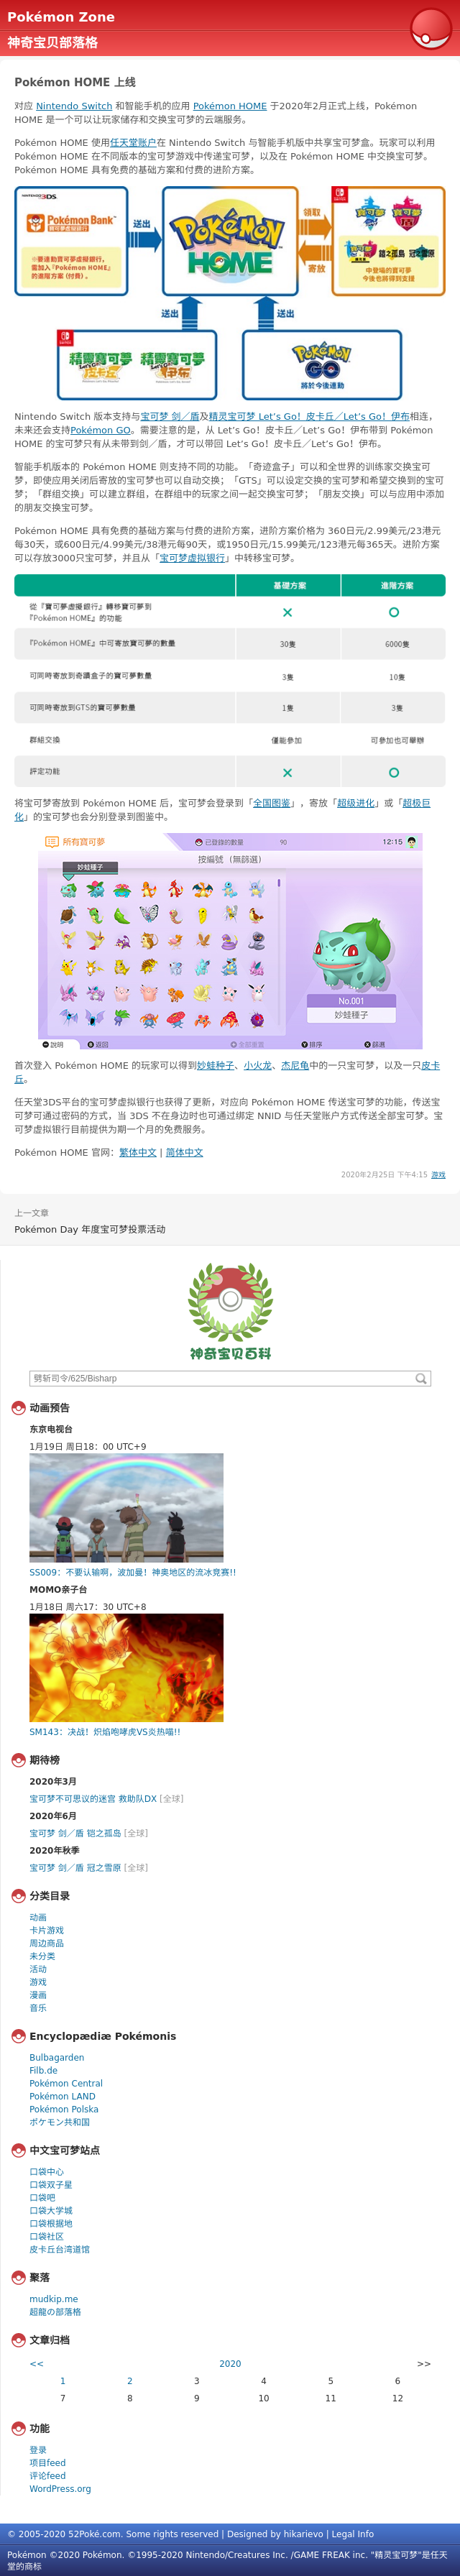 Pokémon Zone
神奇宝贝部落格
Pokémon HOME 上线
对应 Nintendo Switch 和智能手机的应用 Pokémon HOME 于2020年2月正式上线，Pokémon
HOME 是一个可以让玩家储存和交换宝可梦的云端服务。
Pokémon HOME 使用任天堂账户在 Nintendo Switch 与智能手机版中共享宝可梦盒。玩家可以利用
Pokémon HOME 在不同版本的宝可梦游戏中传递宝可梦，以及在 Pokémon HOME 中交换宝可梦。
Pokémon HOME 具有免费的基础方案和付费的进阶方案。
NINTENDO3DS
Pokémon Bank
寶可夢虛擬銀行
※要連動寶可夢虛擬銀行，
需加入『Pokémon HOME』
的進階方案（付費）。
送出
Pokémon
HOME
領取
寄放
寶可夢 寶可夢
鎧之孤島 冠之雪原
中登場的寶可夢
今後也將得到支援
送出
送出
精靈寶可夢 精靈寶可夢
皮卡丘 伊布
Pokémon GO
將於今後連動
Nintendo Switch 版本支持与宝可梦 剑／盾及精灵宝可梦 Let’s Go！皮卡丘／Let’s Go！伊布相连，
未来还会支持Pokémon GO。需要注意的是，从 Let’s Go！皮卡丘／Let’s Go！伊布带到 Pokémon
HOME 的宝可梦只有从未带到剑／盾，才可以带回 Let’s Go！皮卡丘／Let’s Go！伊布。
智能手机版本的 Pokémon HOME 则支持不同的功能。「奇迹盒子」可以和全世界的训练家交换宝可
梦，即使应用关闭后寄放的宝可梦也可以自动交换；「GTS」可以设定交换的宝可梦和希望交换到的宝可
梦；「群组交换」可以建立群组，在群组中的玩家之间一起交换宝可梦；「朋友交换」可以与应用中添加
的朋友交换宝可梦。
Pokémon HOME 具有免费的基础方案与付费的进阶方案，进阶方案价格为 360日元/2.99美元/23港元
每30天，或600日元/4.99美元/38港元每90天，或1950日元/15.99美元/123港元每365天。进阶方案
可以存放3000只宝可梦，并且从「宝可梦虚拟银行」中转移宝可梦。
基礎方案 進階方案
從『寶可夢虛擬銀行』轉移寶可夢到
『Pokémon HOME』的功能
『Pokémon HOME』中可寄放寶可夢的數量 30隻 6000隻
可同時寄放到奇蹟盒子的寶可夢數量 3隻 10隻
可同時寄放到GTS的寶可夢數量 1隻 3隻
群組交換 僅能參加 可參加也可舉辦
評定功能
将宝可梦寄放到 Pokémon HOME 后，宝可梦会登录到「全国图鉴」，寄放「超级进化」或「超极巨
化」的宝可梦也会分别登录到图鉴中。
所有寶可夢 已登錄的數量 90 12:15
按編號 （無篩選）
妙蛙種子
No.001
妙蛙種子
說明 返回 全部重置 排序 篩選
首次登入 Pokémon HOME 的玩家可以得到妙蛙种子、小火龙、杰尼龟中的一只宝可梦，以及一只皮卡
丘。
任天堂3DS平台的宝可梦虚拟银行也获得了更新，对应向 Pokémon HOME 传送宝可梦的功能，传送宝
可梦可通过密码的方式，当 3DS 不在身边时也可通过绑定 NNID 与任天堂账户方式传送全部宝可梦。宝
可梦虚拟银行目前提供为期一个月的免费服务。
Pokémon HOME 官网：繁体中文 | 简体中文
2020年2月25日 下午4:15 游戏
上一文章
Pokémon Day 年度宝可梦投票活动
神奇宝贝百科
劈斩司令/625/Bisharp
动画预告
东京电视台
1月19日 周日18：00 UTC+9
SS009：不要认输啊，波加曼！神奥地区的流冰竞赛!!
MOMO亲子台
1月18日 周六17：30 UTC+8
SM143：决战！炽焰咆哮虎VS炎热喵!!
期待榜
2020年3月
宝可梦不可思议的迷宫 救助队DX [全球]
2020年6月
宝可梦 剑／盾 铠之孤岛 [全球]
2020年秋季
宝可梦 剑／盾 冠之雪原 [全球]
分类目录
动画
卡片游戏
周边商品
未分类
活动
游戏
漫画
音乐
Encyclopædiæ Pokémonis
Bulbagarden
Filb.de
Pokémon Central
Pokémon LAND
Pokémon Polska
ポケモン共和国
中文宝可梦站点
口袋中心
口袋双子星
口袋吧
口袋大学城
口袋根据地
口袋社区
皮卡丘台湾道馆
聚落
mudkip.me
超龍の部落格
文章归档
<< 2020 >>
1 2 3 4 5 6
7 8 9 10 11 12
功能
登录
项目feed
评论feed
WordPress.org
© 2005-2020 52Poké.com. Some rights reserved | Designed by hikarievo | Legal Info
Pokémon ©2020 Pokémon. ©1995-2020 Nintendo/Creatures Inc. /GAME FREAK inc. "精灵宝可梦"是任天
堂的商标